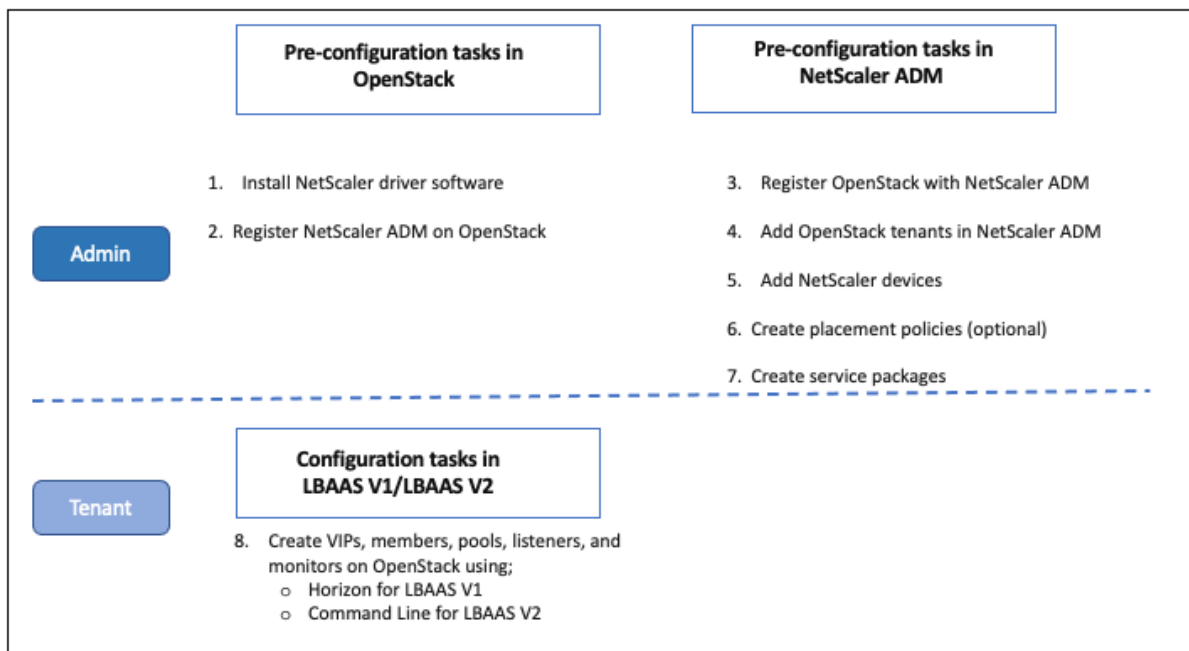 Pre-configuration tasks in
OpenStack
Pre-configuration tasks in
NetScaler ADM
Admin
1. Install NetScaler driver software
2. Register NetScaler ADM on OpenStack
3. Register OpenStack with NetScaler ADM
4. Add OpenStack tenants in NetScaler ADM
5. Add NetScaler devices
6. Create placement policies (optional)
7. Create service packages
Tenant
Configuration tasks in
LBAAS V1/LBAAS V2
8. Create VIPs, members, pools, listeners, and
monitors on OpenStack using;
o Horizon for LBAAS V1
o Command Line for LBAAS V2